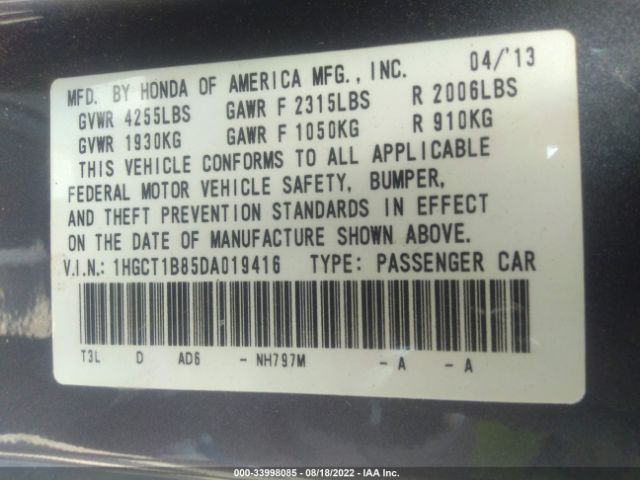 MFD. BY HONDA OF AMERICA MFG., INC. 04/'13
GVWR 4255LBS GAWR F 2315LBS R 2006LBS
GVWR 1930KG GAWR F 1050KG R 910KG
THIS VEHICLE CONFORMS TO ALL APPLICABLE
FEDERAL MOTOR VEHICLE SAFETY, BUMPER,
AND THEFT PREVENTION STANDARDS IN EFFECT
ON THE DATE OF MANUFACTURE SHOWN ABOVE.
V.I.N.: 1HGCT1B85DA019416 TYPE: PASSENGER CAR
T3L D AD6 - NH797M - A - A
000-33998085 - 08/18/2022 - IAA Inc.